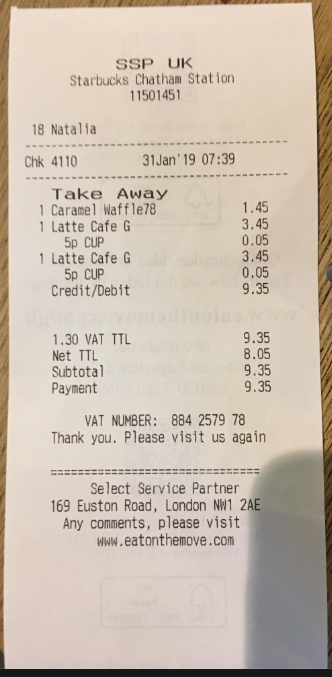 SSP UK
Starbucks Chatham Station
11501451
18 Natalia
Chk 4110 31Jan'19 07:39
Take Away
1 Caramel Waffle78 1.45
1 Latte Cafe G 3.45
5p CUP 0.05
1 Latte Cafe G 3.45
5p CUP 0.05
Credit/Debit 9.35
1.30 VAT TTL 9.35
Net TTL 8.05
Subtotal 9.35
Payment 9.35
VAT NUMBER: 884 2579 78
Thank you. Please visit us again
================================
Select Service Partner
169 Euston Road, London NW1 2AE
Any comments, please visit
www.eatonthemove.com